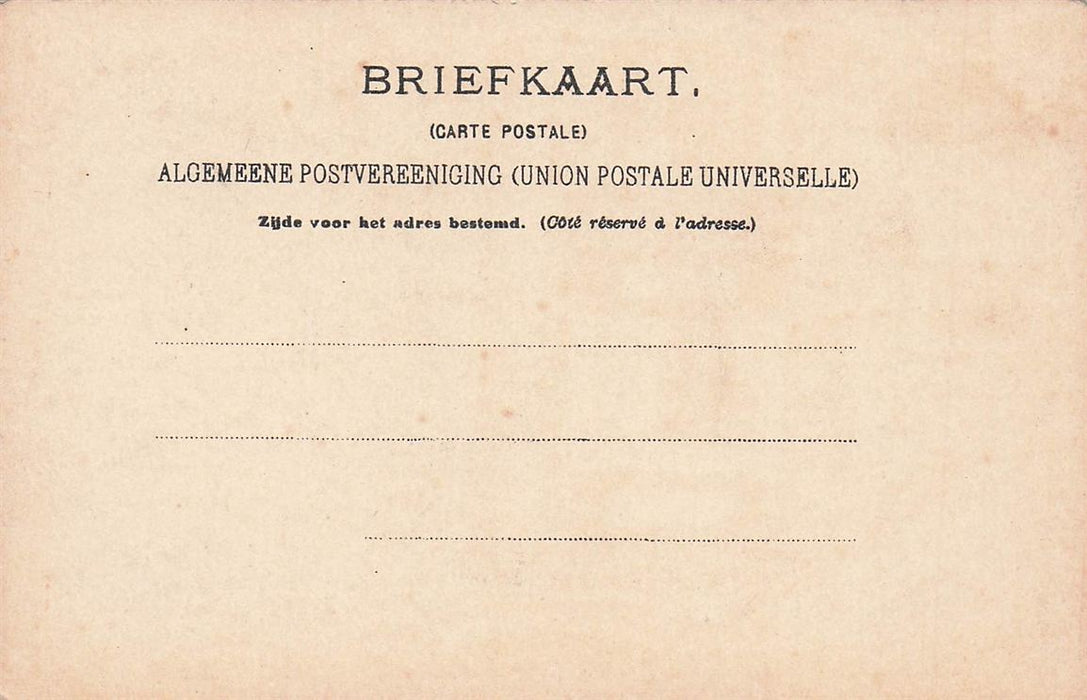 BRIEFKAART.
(CARTE POSTALE)
ALGEMEENE POSTVEREENIGING (UNION POSTALE UNIVERSELLE)
Zijde voor het adres bestemd. (Côté réservé à l'adresse.)